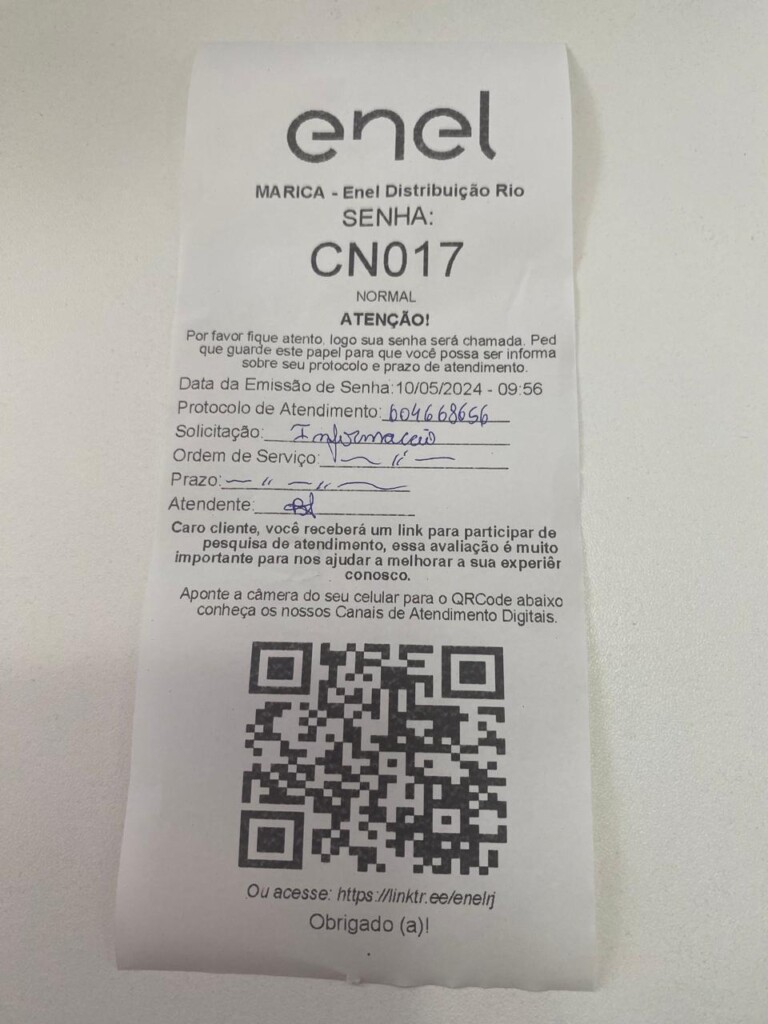 enel
MARICA - Enel Distribuição Rio
SENHA:
CN017
NORMAL
ATENÇÃO!
Por favor fique atento, logo sua senha será chamada. Ped
que guarde este papel para que você possa ser informa
sobre seu protocolo e prazo de atendimento.
Data da Emissão de Senha:10/05/2024 - 09:56
Protocolo de Atendimento: 604668656
Solicitação: Informação
Ordem de Serviço:
Prazo:
Atendente:
Caro cliente, você receberá um link para participar de
pesquisa de atendimento, essa avaliação é muito
importante para nos ajudar a melhorar a sua experiêr
conosco.
Aponte a câmera do seu celular para o QRCode abaixo
conheça os nossos Canais de Atendimento Digitais.
Ou acesse: https://linktr.ee/enelrj
Obrigado (a)!